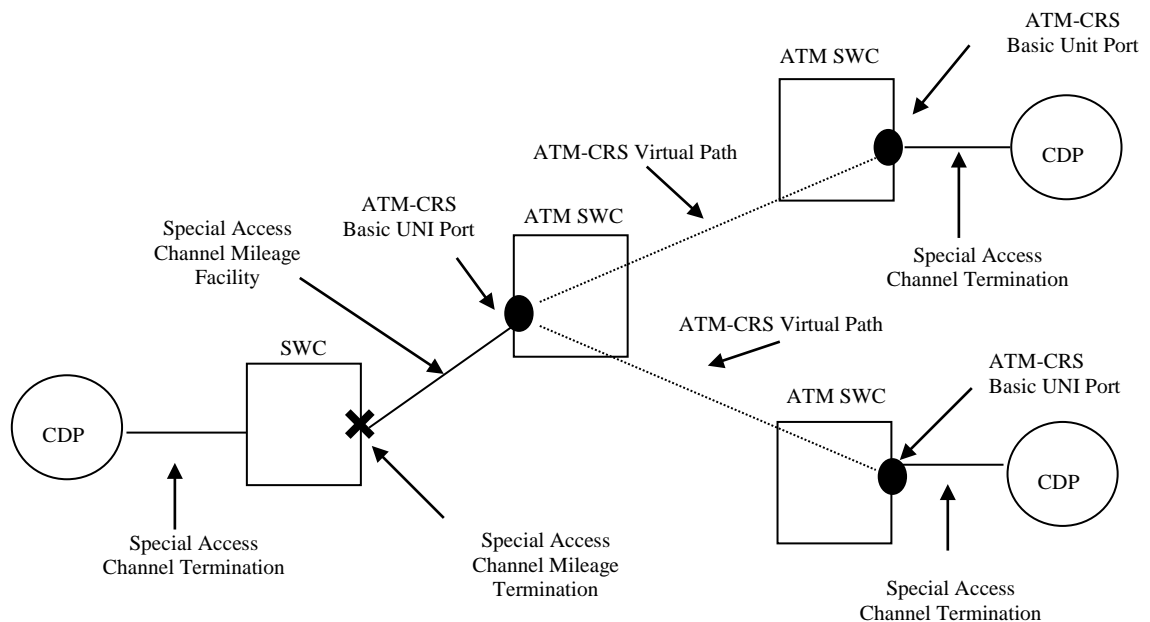 ATM-CRS
Basic Unit Port
ATM SWC
CDP
ATM-CRS Virtual Path
ATM-CRS
Basic UNI Port
ATM SWC
Special Access
Channel Mileage
Facility
Special Access
Channel Termination
ATM-CRS Virtual Path
SWC
ATM-CRS
Basic UNI Port
ATM SWC
CDP
CDP
Special Access
Channel Termination
Special Access
Channel Mileage
Termination
Special Access
Channel Termination